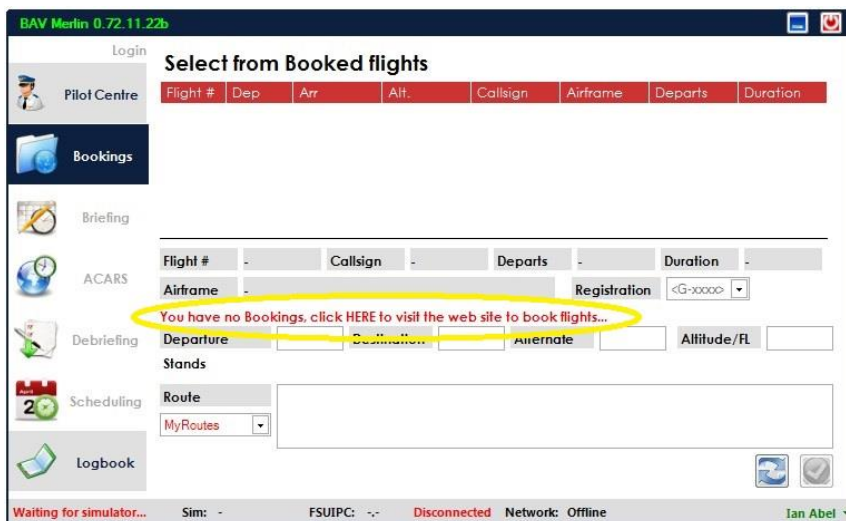 BAV Merlin 0.72.11.22b
Login
Select from Booked flights
Pilot Centre
Flight # Dep Arr Alt. Callsign Airframe Departs Duration
Bookings
Briefing
Flight # - Callsign - Departs - Duration -
ACARS
Airframe - Registration <G-xxxx>
You have no Bookings, click HERE to visit the web site to book flights...
Debriefing
Departure Destination Alternate Altitude/FL
Stands
April
20
Scheduling
Route
MyRoutes
Logbook
Waiting for simulator... Sim: - FSUIPC: -.- Disconnected Network: Offline Ian Abel